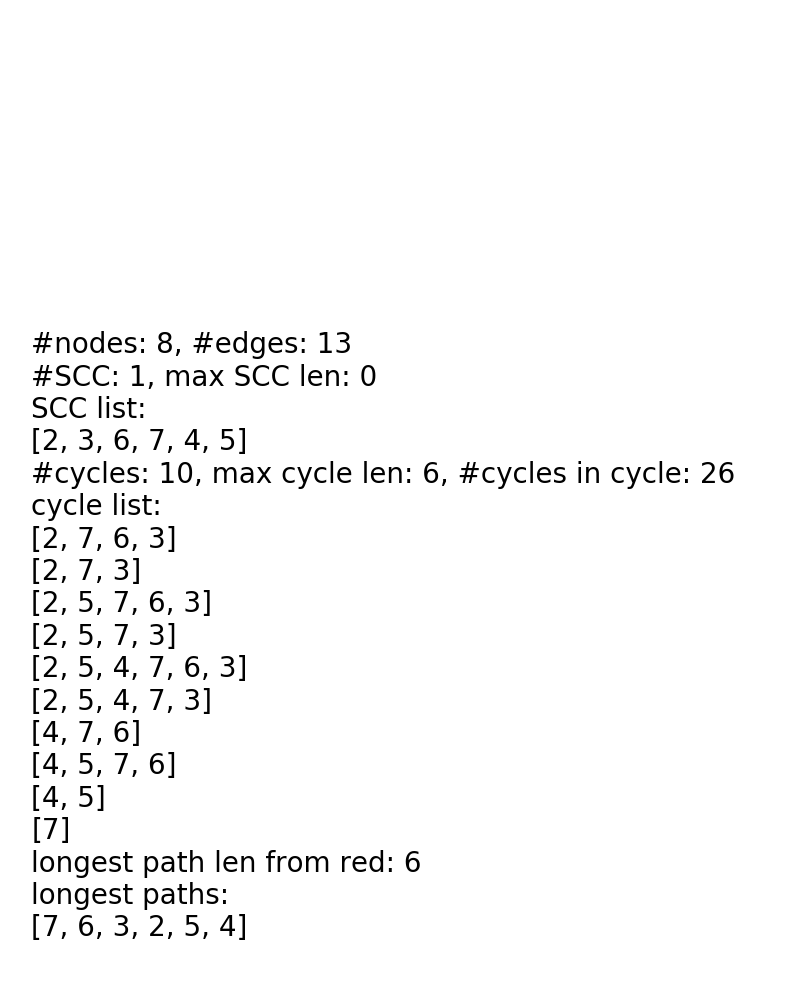 #nodes: 8, #edges: 13
#SCC: 1, max SCC len: 0
SCC list:
[2, 3, 6, 7, 4, 5]
#cycles: 10, max cycle len: 6, #cycles in cycle: 26
cycle list:
[2, 7, 6, 3]
[2, 7, 3]
[2, 5, 7, 6, 3]
[2, 5, 7, 3]
[2, 5, 4, 7, 6, 3]
[2, 5, 4, 7, 3]
[4, 7, 6]
[4, 5, 7, 6]
[4, 5]
[7]
longest path len from red: 6
longest paths:
[7, 6, 3, 2, 5, 4]